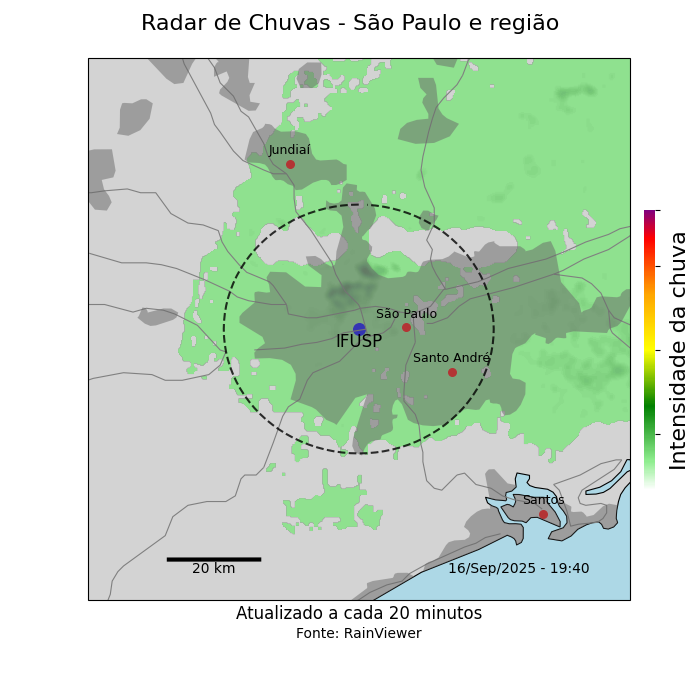 Radar de Chuvas - São Paulo e região
Jundiaí
São Paulo
IFUSP
Santo André
Santos
20 km
16/Sep/2025 - 19:40
Intensidade da chuva
Atualizado a cada 20 minutos
Fonte: RainViewer